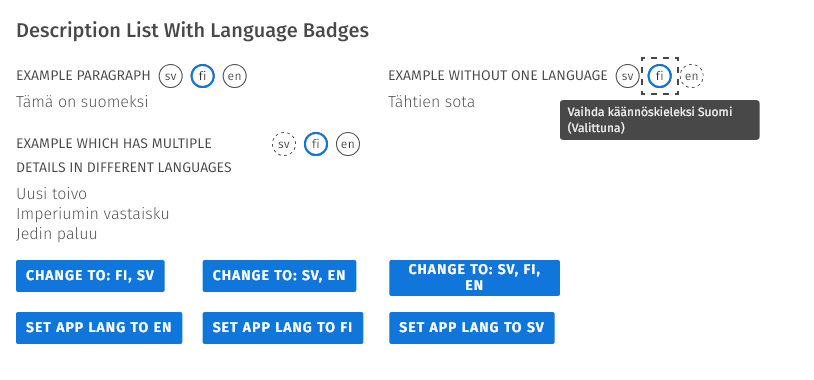 Description List With Language Badges
EXAMPLE PARAGRAPH sv fi en
Tämä on suomeksi
EXAMPLE WITHOUT ONE LANGUAGE sv fi en
Tähtien sota
Vaihda käännöskieleksi Suomi
(Valittuna)
EXAMPLE WHICH HAS MULTIPLE
DETAILS IN DIFFERENT LANGUAGES
sv fi en
Uusi toivo
Imperiumin vastaisku
Jedin paluu
CHANGE TO: FI, SV
CHANGE TO: SV, EN
CHANGE TO: SV, FI,
EN
SET APP LANG TO EN
SET APP LANG TO FI
SET APP LANG TO SV